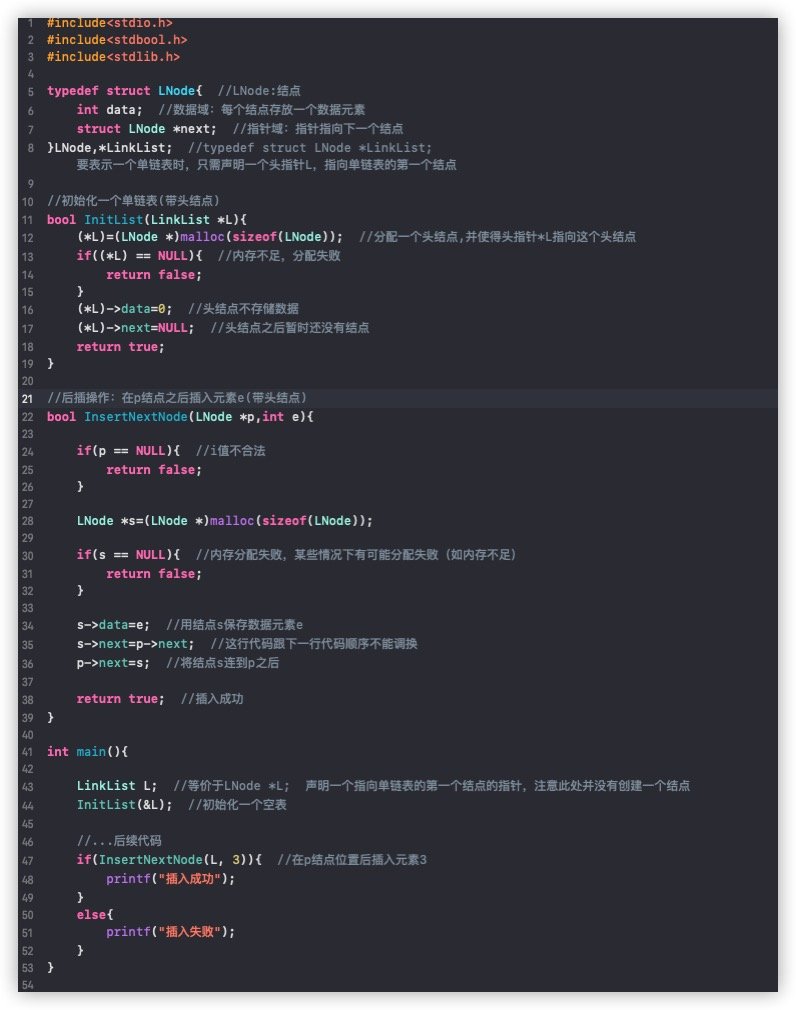 1 #include<stdio.h>
2 #include<stdbool.h>
3 #include<stdlib.h>
4
5 typedef struct LNode{  //LNode:结点
6     int data;  //数据域：每个结点存放一个数据元素
7     struct LNode *next;  //指针域：指针指向下一个结点
8 }LNode,*LinkList;  //typedef struct LNode *LinkList;
要表示一个单链表时，只需声明一个头指针L，指向单链表的第一个结点
9
10 //初始化一个单链表(带头结点)
11 bool InitList(LinkList *L){
12     (*L)=(LNode *)malloc(sizeof(LNode));  //分配一个头结点,并使得头指针*L指向这个头结点
13     if((*L) == NULL){  //内存不足，分配失败
14         return false;
15     }
16     (*L)->data=0;  //头结点不存储数据
17     (*L)->next=NULL;  //头结点之后暂时还没有结点
18     return true;
19 }
20
21 //后插操作：在p结点之后插入元素e(带头结点)
22 bool InsertNextNode(LNode *p,int e){
23
24     if(p == NULL){  //i值不合法
25         return false;
26     }
27
28     LNode *s=(LNode *)malloc(sizeof(LNode));
29
30     if(s == NULL){  //内存分配失败，某些情况下有可能分配失败（如内存不足）
31         return false;
32     }
33
34     s->data=e;  //用结点s保存数据元素e
35     s->next=p->next;  //这行代码跟下一行代码顺序不能调换
36     p->next=s;  //将结点s连到p之后
37
38     return true;  //插入成功
39 }
40
41 int main(){
42
43     LinkList L;  //等价于LNode *L;  声明一个指向单链表的第一个结点的指针，注意此处并没有创建一个结点
44     InitList(&L);  //初始化一个空表
45
46     //...后续代码
47     if(InsertNextNode(L, 3)){  //在p结点位置后插入元素3
48         printf("插入成功");
49     }
50     else{
51         printf("插入失败");
52     }
53 }
54